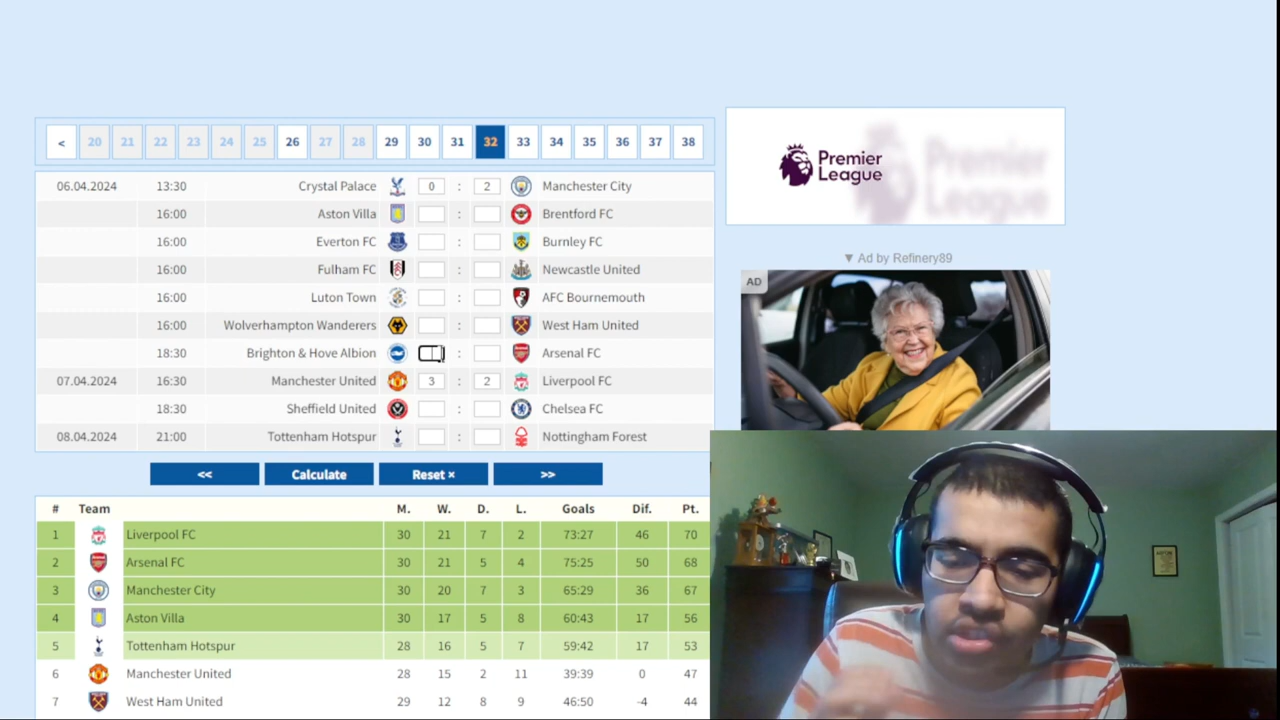 < 20 21 22 23 24 25 26 27 28 29 30 31 32 33 34 35 36 37 38
06.04.2024 13:30 Crystal Palace 0 : 2 Manchester City
16:00 Aston Villa : Brentford FC
16:00 Everton FC : Burnley FC
16:00 Fulham FC : Newcastle United
16:00 Luton Town : AFC Bournemouth
16:00 Wolverhampton Wanderers : West Ham United
18:30 Brighton & Hove Albion : Arsenal FC
07.04.2024 16:30 Manchester United 3 : 2 Liverpool FC
18:30 Sheffield United : Chelsea FC
08.04.2024 21:00 Tottenham Hotspur : Nottingham Forest
<< Calculate Reset × >>
# Team M. W. D. L. Goals Dif. Pt.
1 Liverpool FC 30 21 7 2 73:27 46 70
2 Arsenal FC 30 21 5 4 75:25 50 68
3 Manchester City 30 20 7 3 65:29 36 67
4 Aston Villa 30 17 5 8 60:43 17 56
5 Tottenham Hotspur 28 16 5 7 59:42 17 53
6 Manchester United 28 15 2 11 39:39 0 47
7 West Ham United 29 12 8 9 46:50 -4 44
Premier
League
Premier
League
▼ Ad by Refinery89
AD